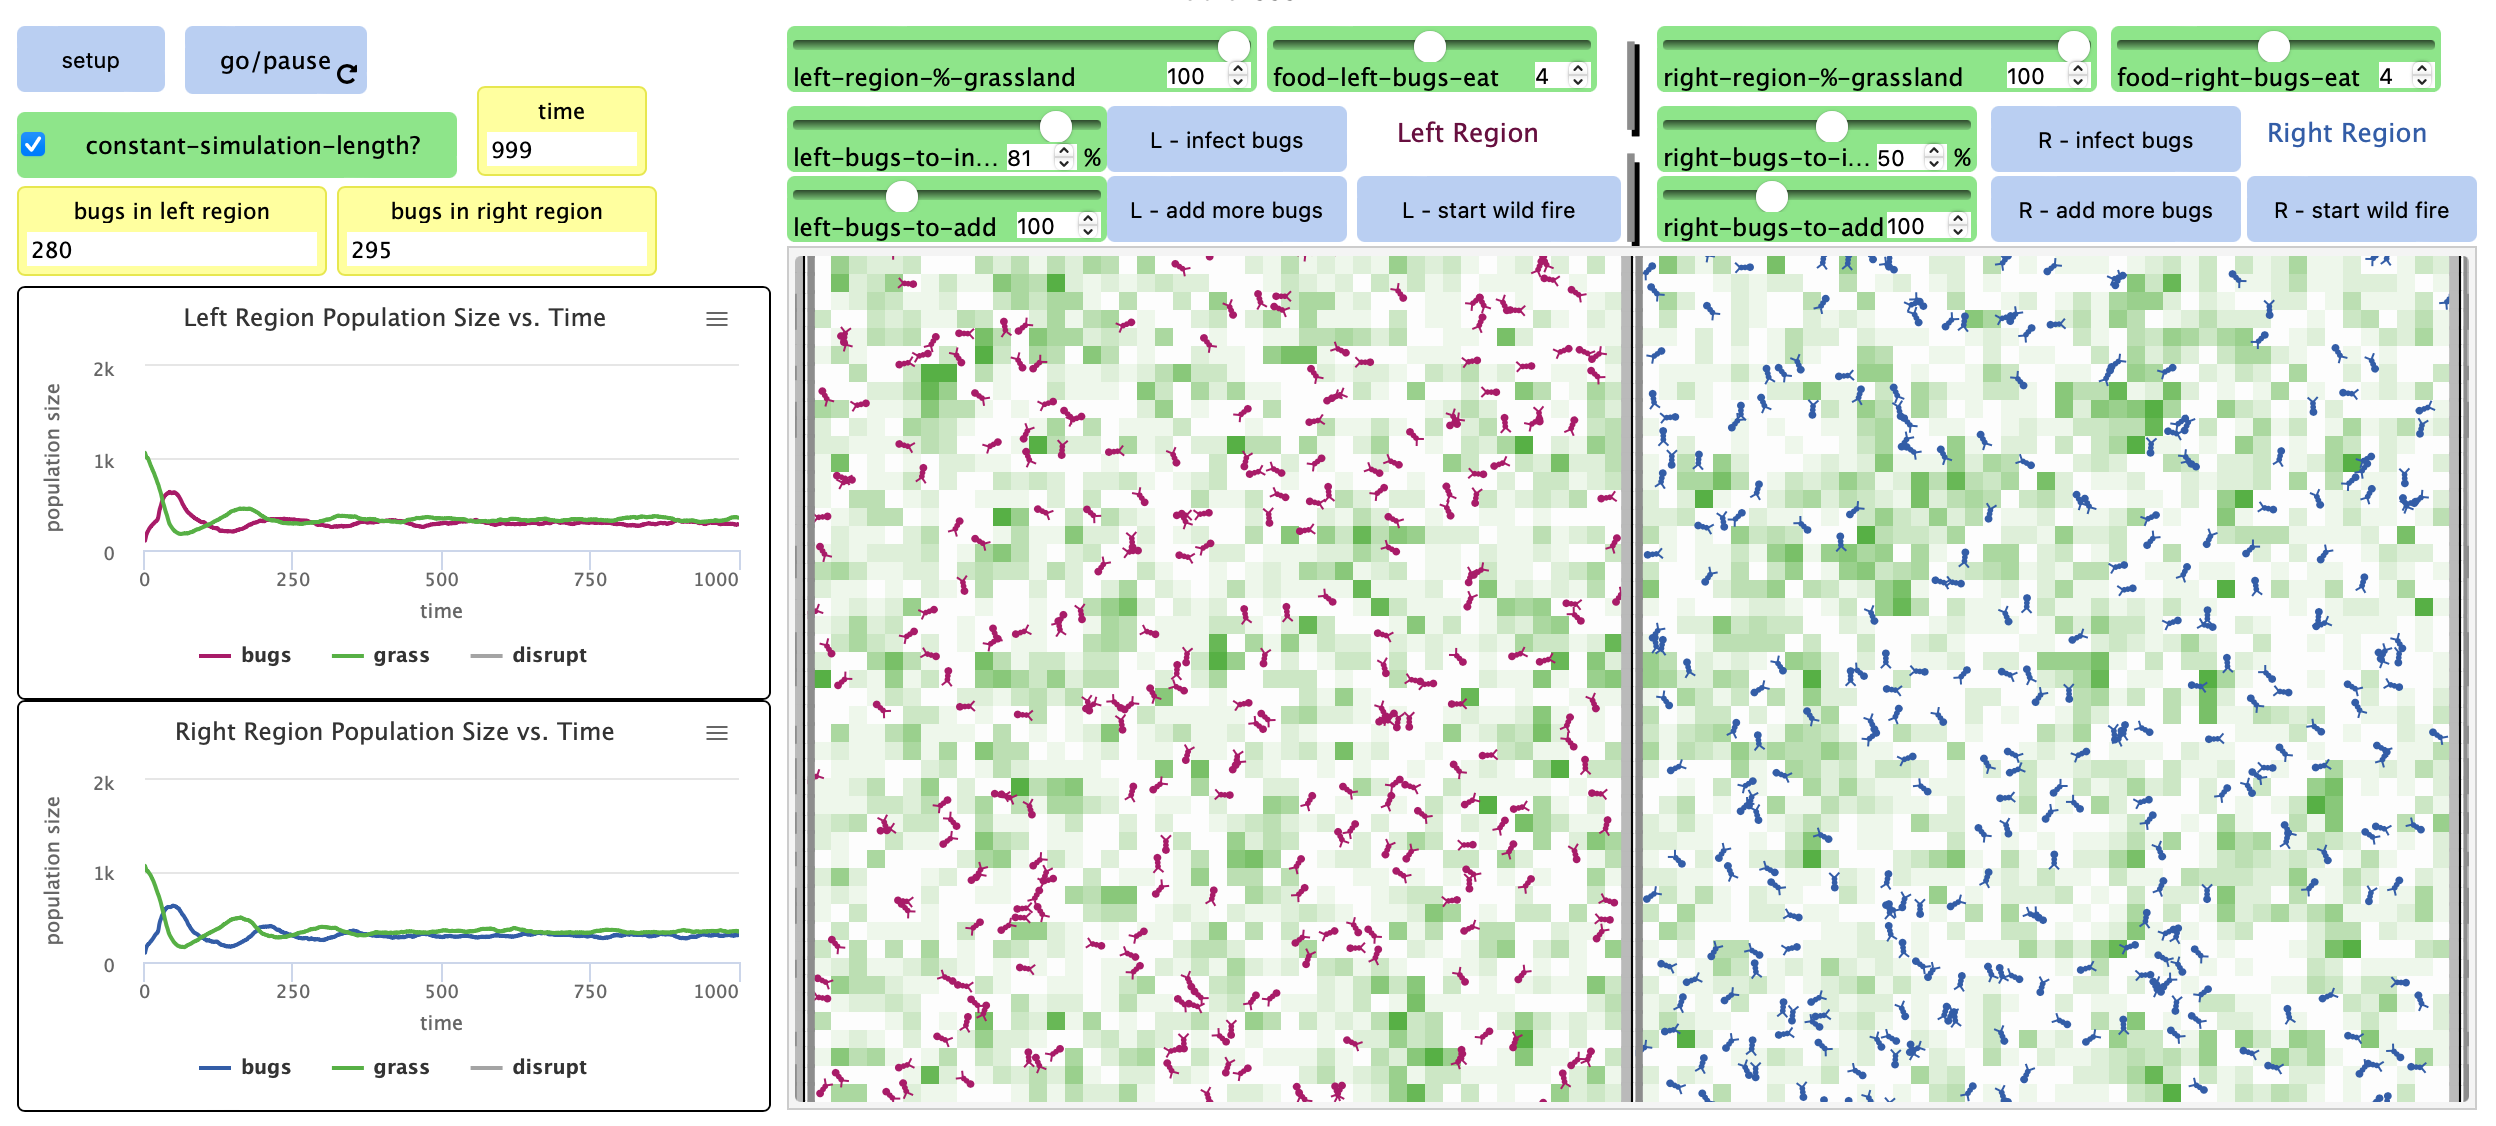 setup
go/pause
constant-simulation-length?
time
999
bugs in left region
280
bugs in right region
295
left-region-%-grassland 100
food-left-bugs-eat 4
left-bugs-to-in... 81 %
L - infect bugs
Left Region
left-bugs-to-add 100
L - add more bugs
L - start wild fire
right-region-%-grassland 100
food-right-bugs-eat 4
right-bugs-to-i... 50 %
R - infect bugs
Right Region
right-bugs-to-add 100
R - add more bugs
R - start wild fire
Left Region Population Size vs. Time
population size
2k
1k
0
0 250 500 750 1000
time
bugs grass disrupt
Right Region Population Size vs. Time
population size
2k
1k
0
0 250 500 750 1000
time
bugs grass disrupt